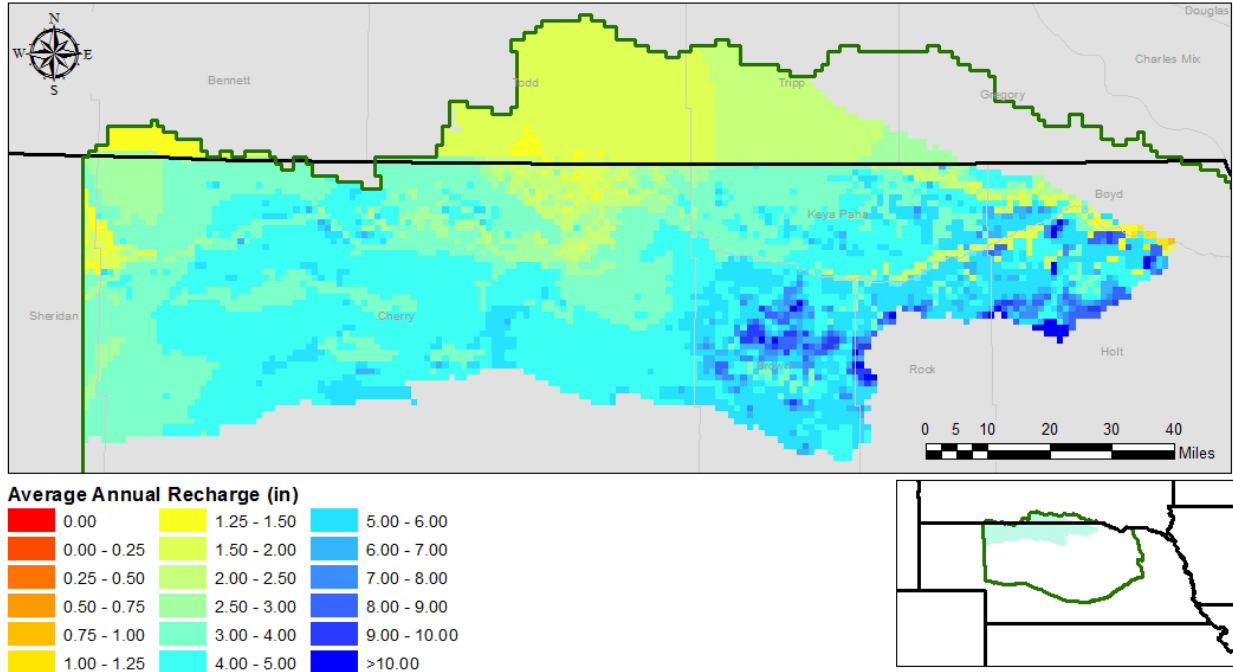 N
W E
S
Douglas
Charles Mix
Bennett
Todd
Tripp
Gregory
Boyd
Keya Paha
Sheridan
Cherry
Brown
Rock
Holt
0 5 10 20 30 40
Miles
Average Annual Recharge (in)
0.00 1.25 - 1.50 5.00 - 6.00
0.00 - 0.25 1.50 - 2.00 6.00 - 7.00
0.25 - 0.50 2.00 - 2.50 7.00 - 8.00
0.50 - 0.75 2.50 - 3.00 8.00 - 9.00
0.75 - 1.00 3.00 - 4.00 9.00 - 10.00
1.00 - 1.25 4.00 - 5.00 >10.00